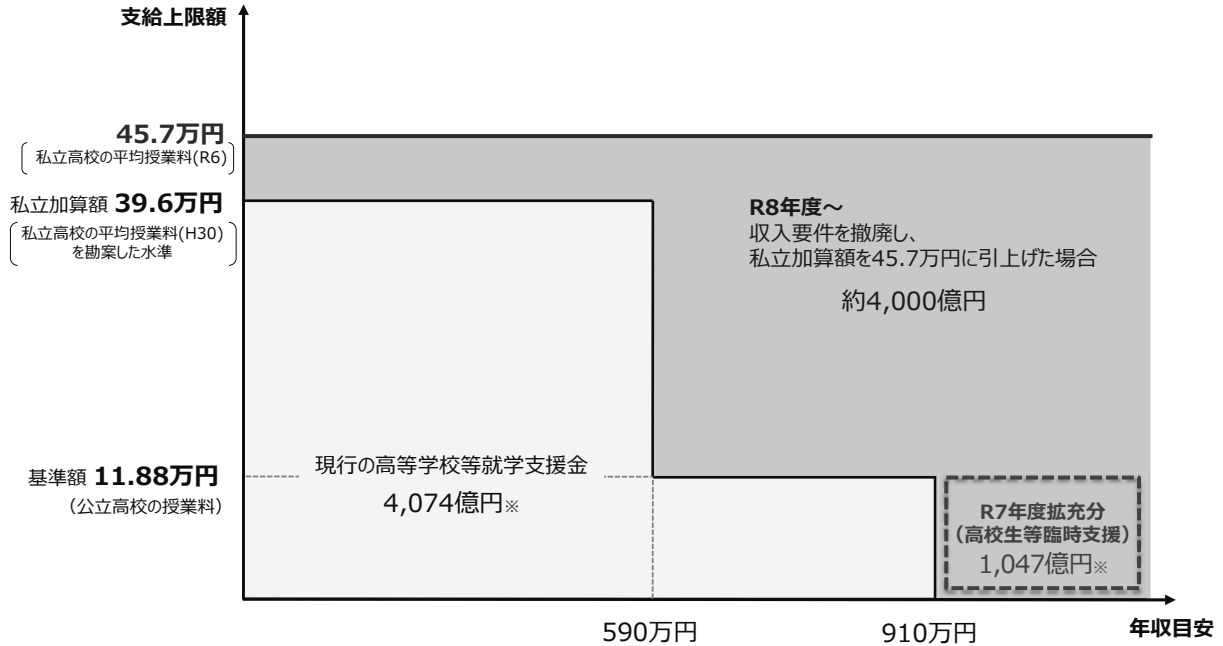 支給上限額
45.7万円
私立高校の平均授業料(R6)
私立加算額 39.6万円
私立高校の平均授業料(H30)
を勘案した水準
R8年度～
収入要件を撤廃し、
私立加算額を45.7万円に引上げた場合
約4,000億円
基準額 11.88万円
（公立高校の授業料）
現行の高等学校等就学支援金
4,074億円※
R7年度拡充分
（高校生等臨時支援）
1,047億円※
590万円
910万円
年収目安